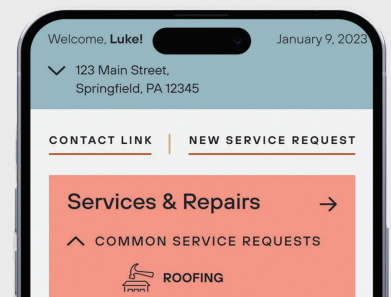 Welcome, Luke!
January 9, 2023
123 Main Street,
Springfield, PA 12345
CONTACT LINK
NEW SERVICE REQUEST
Services & Repairs
COMMON SERVICE REQUESTS
ROOFING